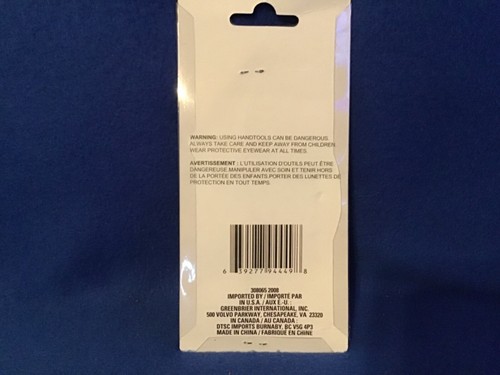 WARNING: USING HANDTOOLS CAN BE DANGEROUS.
ALWAYS TAKE CARE AND KEEP AWAY FROM CHILDREN
WEAR PROTECTIVE EYEWEAR AT ALL TIMES
AVERTISSEMENT : L'UTILISATION D'OUTILS PEUT ÊTRE
DANGEREUSE MANIPULER AVEC SOIN ET TENIR HORS
DE LA PORTÉE DES ENFANTS.PORTER DES LUNETTES DE
PROTECTION EN TOUT TEMPS
6 39277 94449 8
308065 2008
IMPORTED BY / IMPORTÉ PAR
IN U.S.A. / AUX E.-U. :
GREENBRIER INTERNATIONAL, INC.
500 VOLVO PARKWAY, CHESAPEAKE, VA 23320
IN CANADA / AU CANADA :
DTSC IMPORTS BURNABY, BC V5G 4P3
MADE IN CHINA / FABRIQUÉ EN CHINE